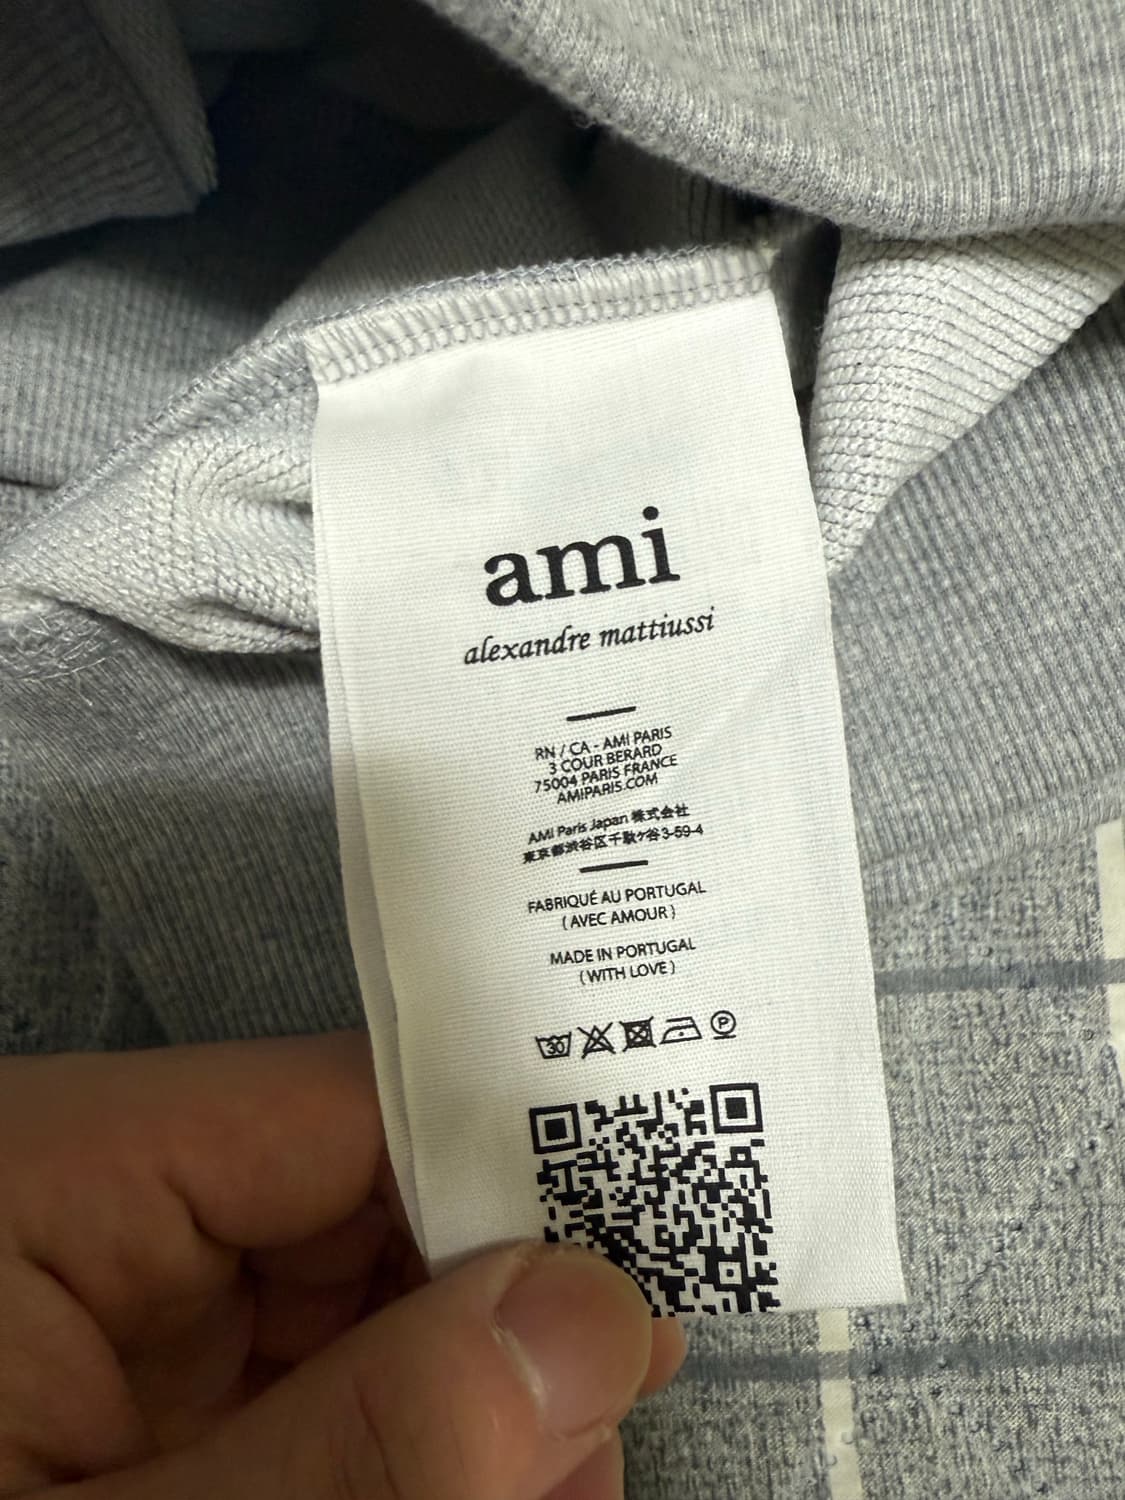 ami
alexandre mattiussi
RN / CA - AMI PARIS
3 COUR BERARD
75004 PARIS FRANCE
AMIPARIS.COM
AMI Paris Japan 株式会社
東京都渋谷区千駄ヶ谷3-59-4
FABRIQUÉ AU PORTUGAL
( AVEC AMOUR )
MADE IN PORTUGAL
( WITH LOVE )
30 P